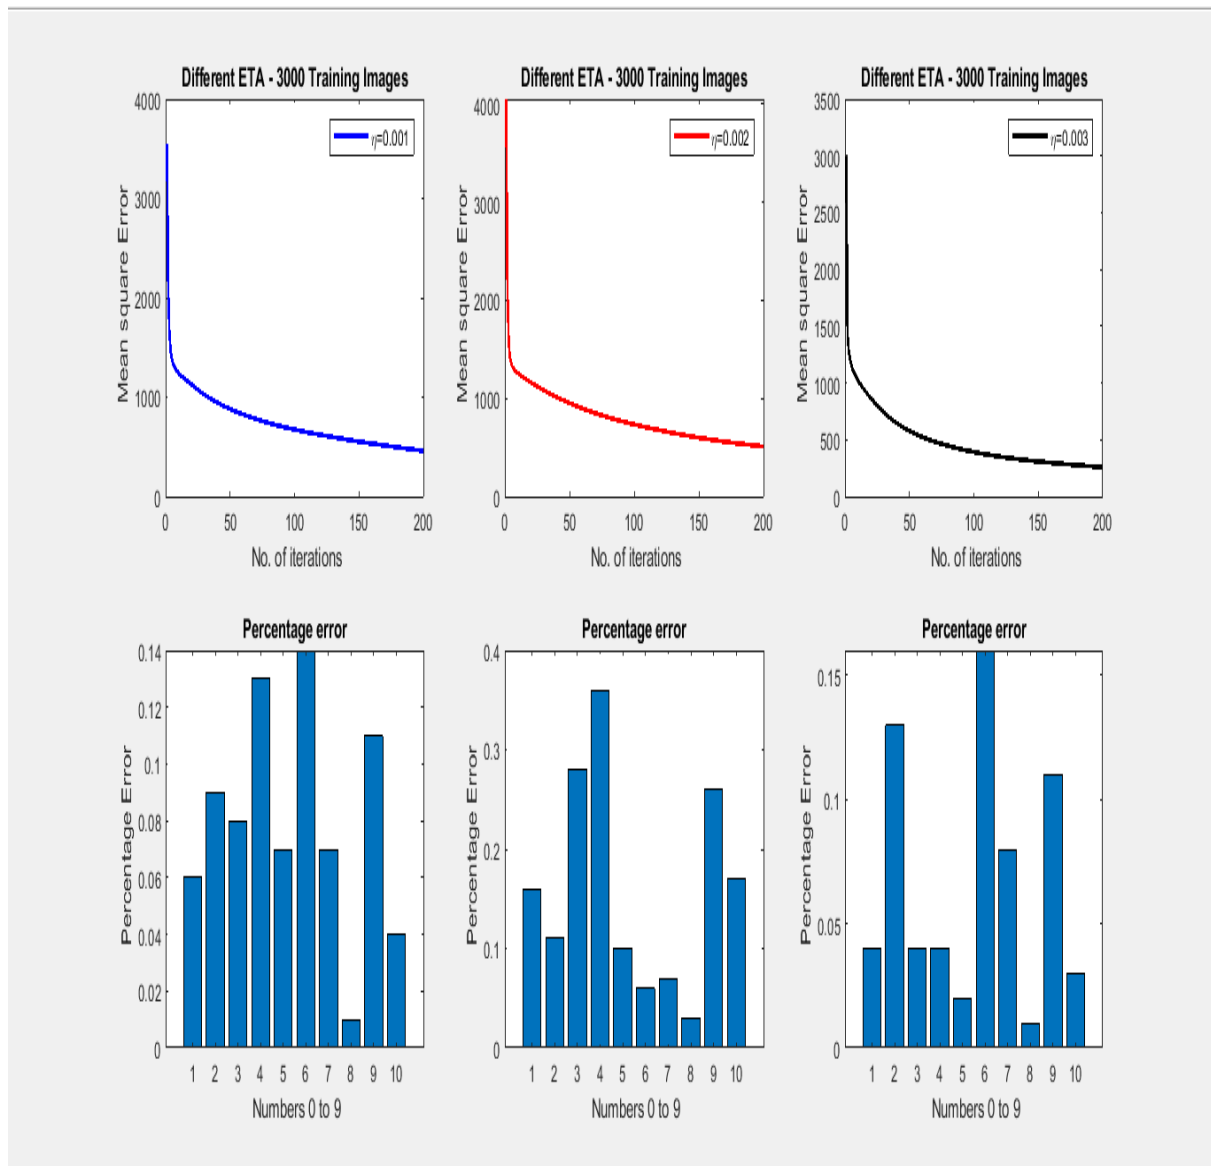 Different ETA - 3000 Training Images
4000
3000
2000
1000
0
Mean square Error
η=0.001
0 50 100 150 200
No. of iterations
Different ETA - 3000 Training Images
4000
3000
2000
1000
0
Mean square Error
η=0.002
0 50 100 150 200
No. of iterations
Different ETA - 3000 Training Images
3500
3000
2500
2000
1500
1000
500
0
Mean square Error
η=0.003
0 50 100 150 200
No. of iterations
Percentage error
0.14
0.12
0.1
0.08
0.06
0.04
0.02
0
Percentage Error
1 2 3 4 5 6 7 8 9 10
Numbers 0 to 9
Percentage error
0.4
0.3
0.2
0.1
0
Percentage Error
1 2 3 4 5 6 7 8 9 10
Numbers 0 to 9
Percentage error
0.15
0.1
0.05
0
Percentage Error
1 2 3 4 5 6 7 8 9 10
Numbers 0 to 9